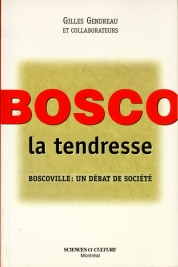 GILLES GENDREAU
ET COLLABORATEURS
BOSCO
la tendresse
BOSCOVILLE: UN DÉBAT DE SOCIÉTÉ
SCIENCES ET CULTURE
Montréal